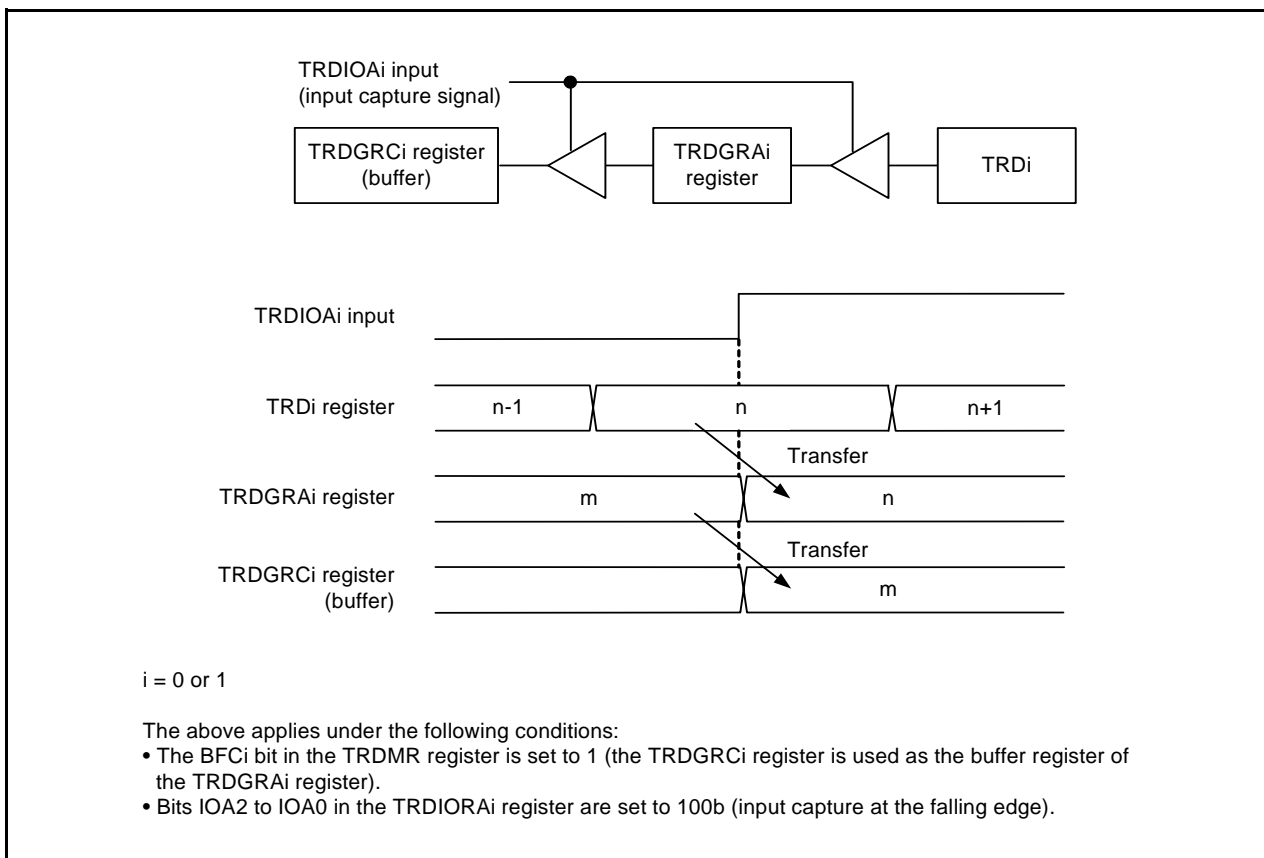 TRDIOAi input
(input capture signal)
TRDGRCi register
(buffer)
TRDGRAi
register
TRDi
TRDIOAi input
TRDi register
n-1
n
n+1
Transfer
TRDGRAi register
m
n
Transfer
TRDGRCi register
(buffer)
m
i = 0 or 1
The above applies under the following conditions:
• The BFCi bit in the TRDMR register is set to 1 (the TRDGRCi register is used as the buffer register of
the TRDGRAi register).
• Bits IOA2 to IOA0 in the TRDIORAi register are set to 100b (input capture at the falling edge).